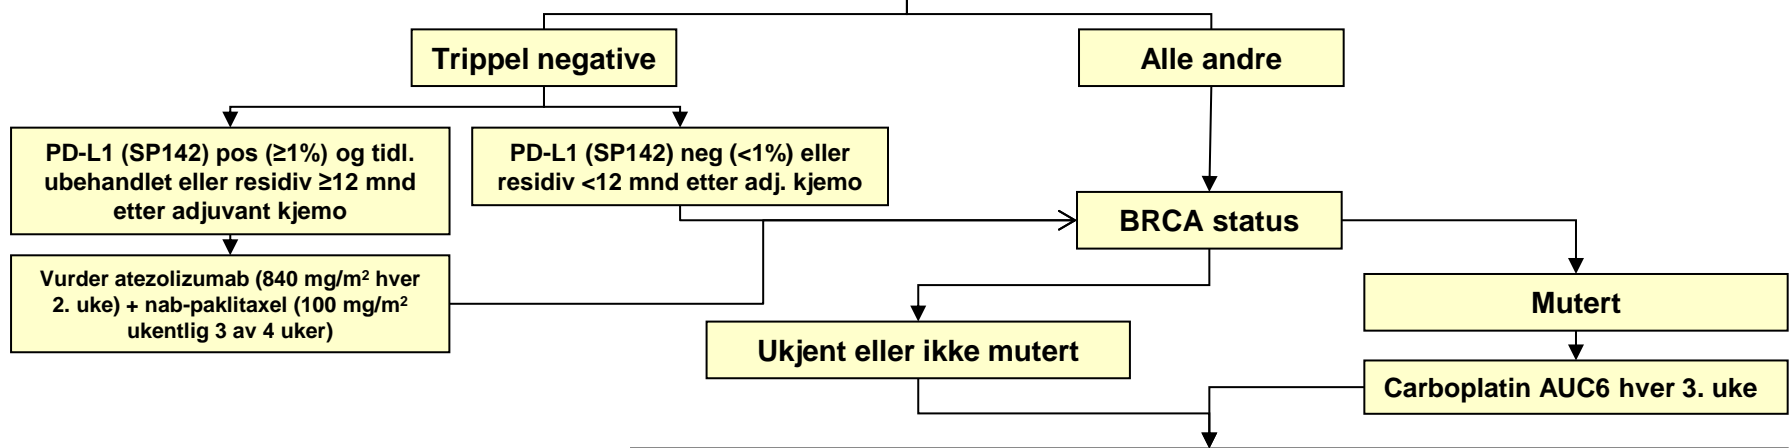 Trippel negative
Alle andre
PD-L1 (SP142) pos (≥1%) og tidl.
ubehandlet eller residiv ≥12 mnd
etter adjuvant kjemo
PD-L1 (SP142) neg (<1%) eller
residiv <12 mnd etter adj. kjemo
BRCA status
Vurder atezolizumab (840 mg/m² hver
2. uke) + nab-paklitaxel (100 mg/m²
ukentlig 3 av 4 uker)
Mutert
Ukjent eller ikke mutert
Carboplatin AUC6 hver 3. uke